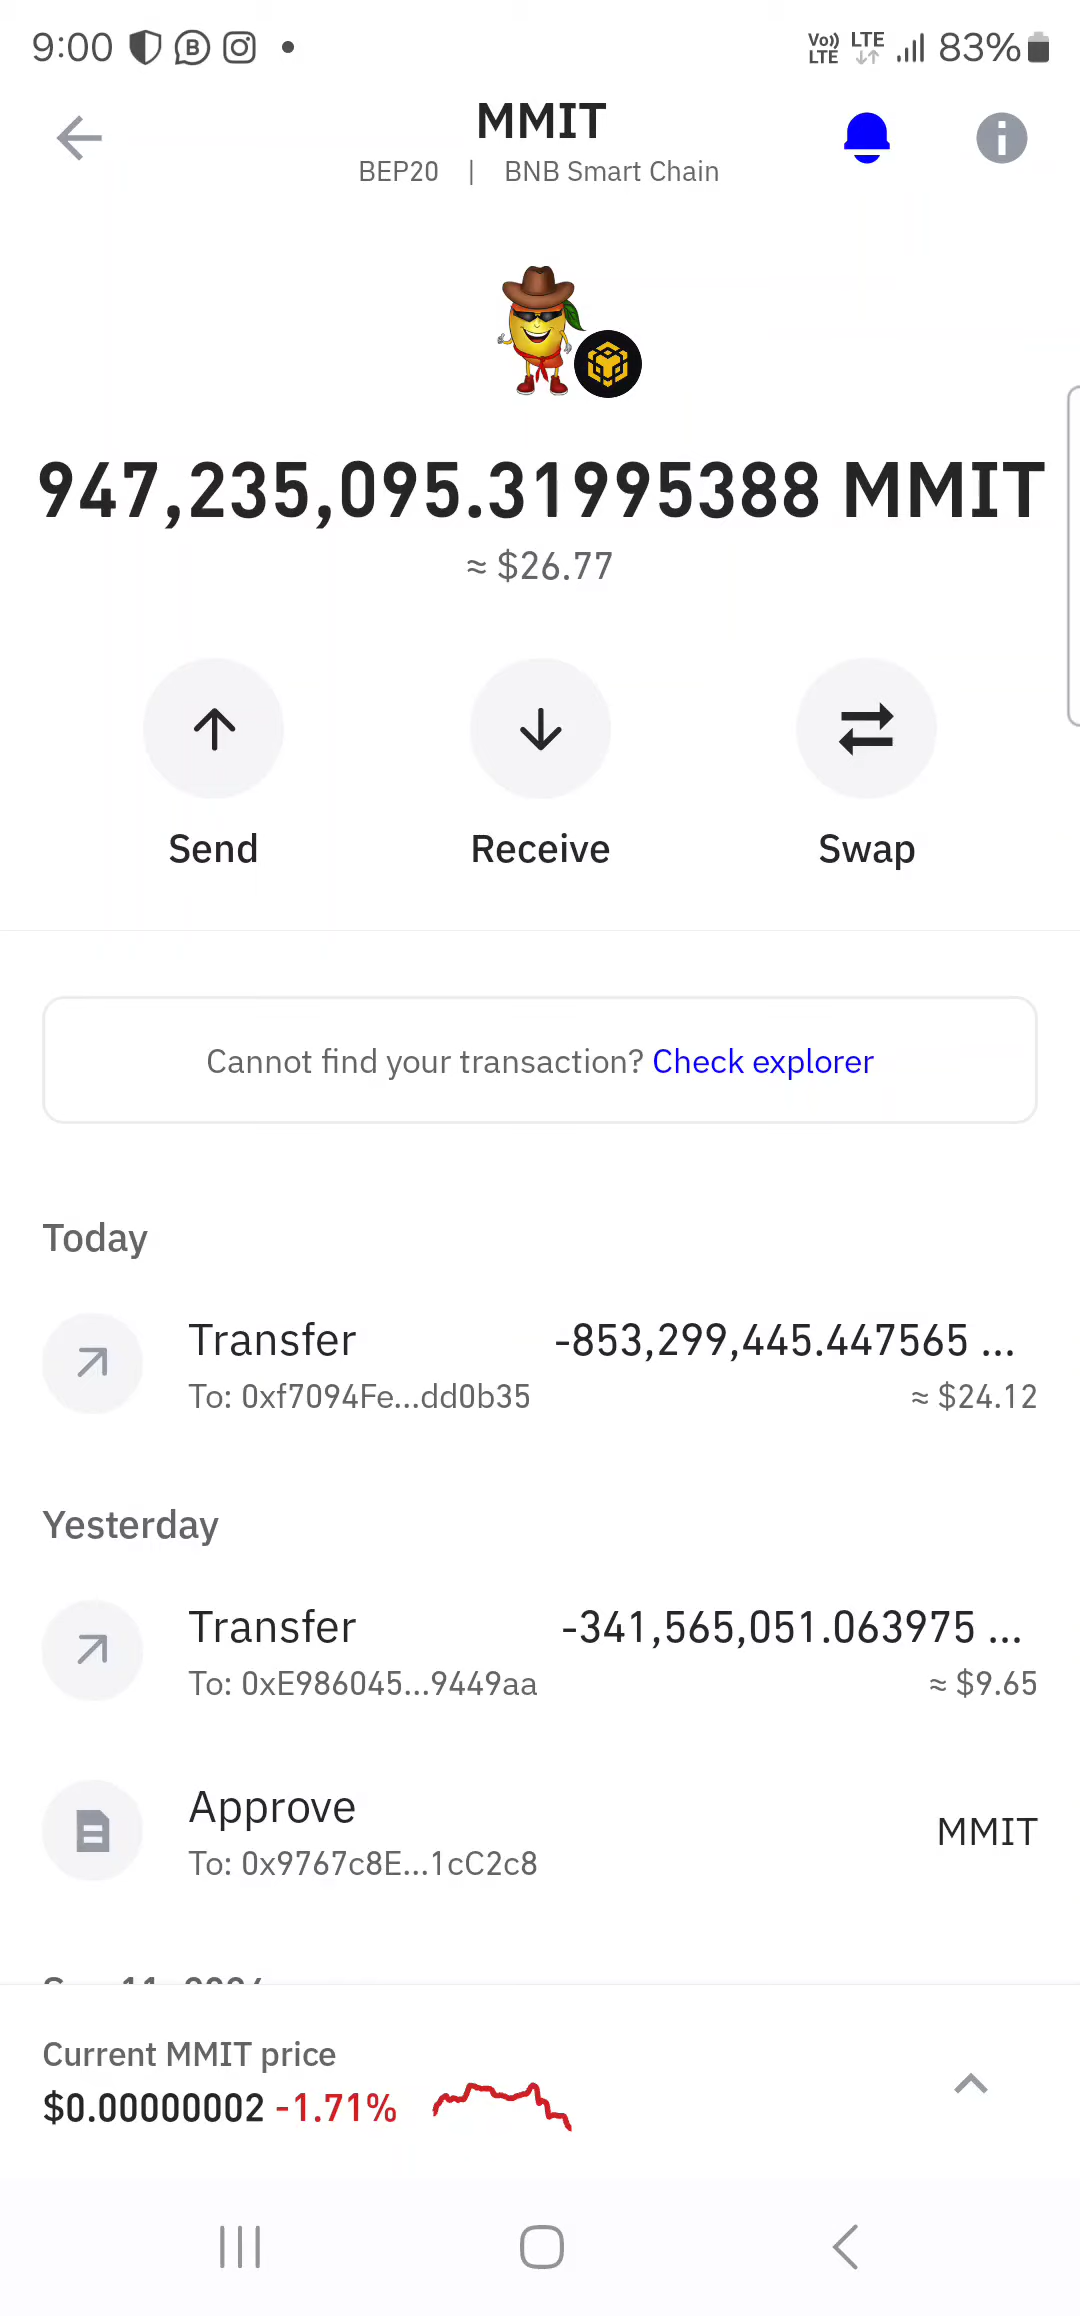 9:00
Vo)) LTE LTE 83%
MMIT
BEP20 | BNB Smart Chain
947,235,095.31995388 MMIT
≈ $26.77
Send Receive Swap
Cannot find your transaction? Check explorer
Today
Transfer -853,299,445.447565 ...
To: 0xf7094Fe...dd0b35 ≈ $24.12
Yesterday
Transfer -341,565,051.063975 ...
To: 0xE986045...9449aa ≈ $9.65
Approve MMIT
To: 0x9767c8E...1cC2c8
Current MMIT price
$0.00000002 -1.71%